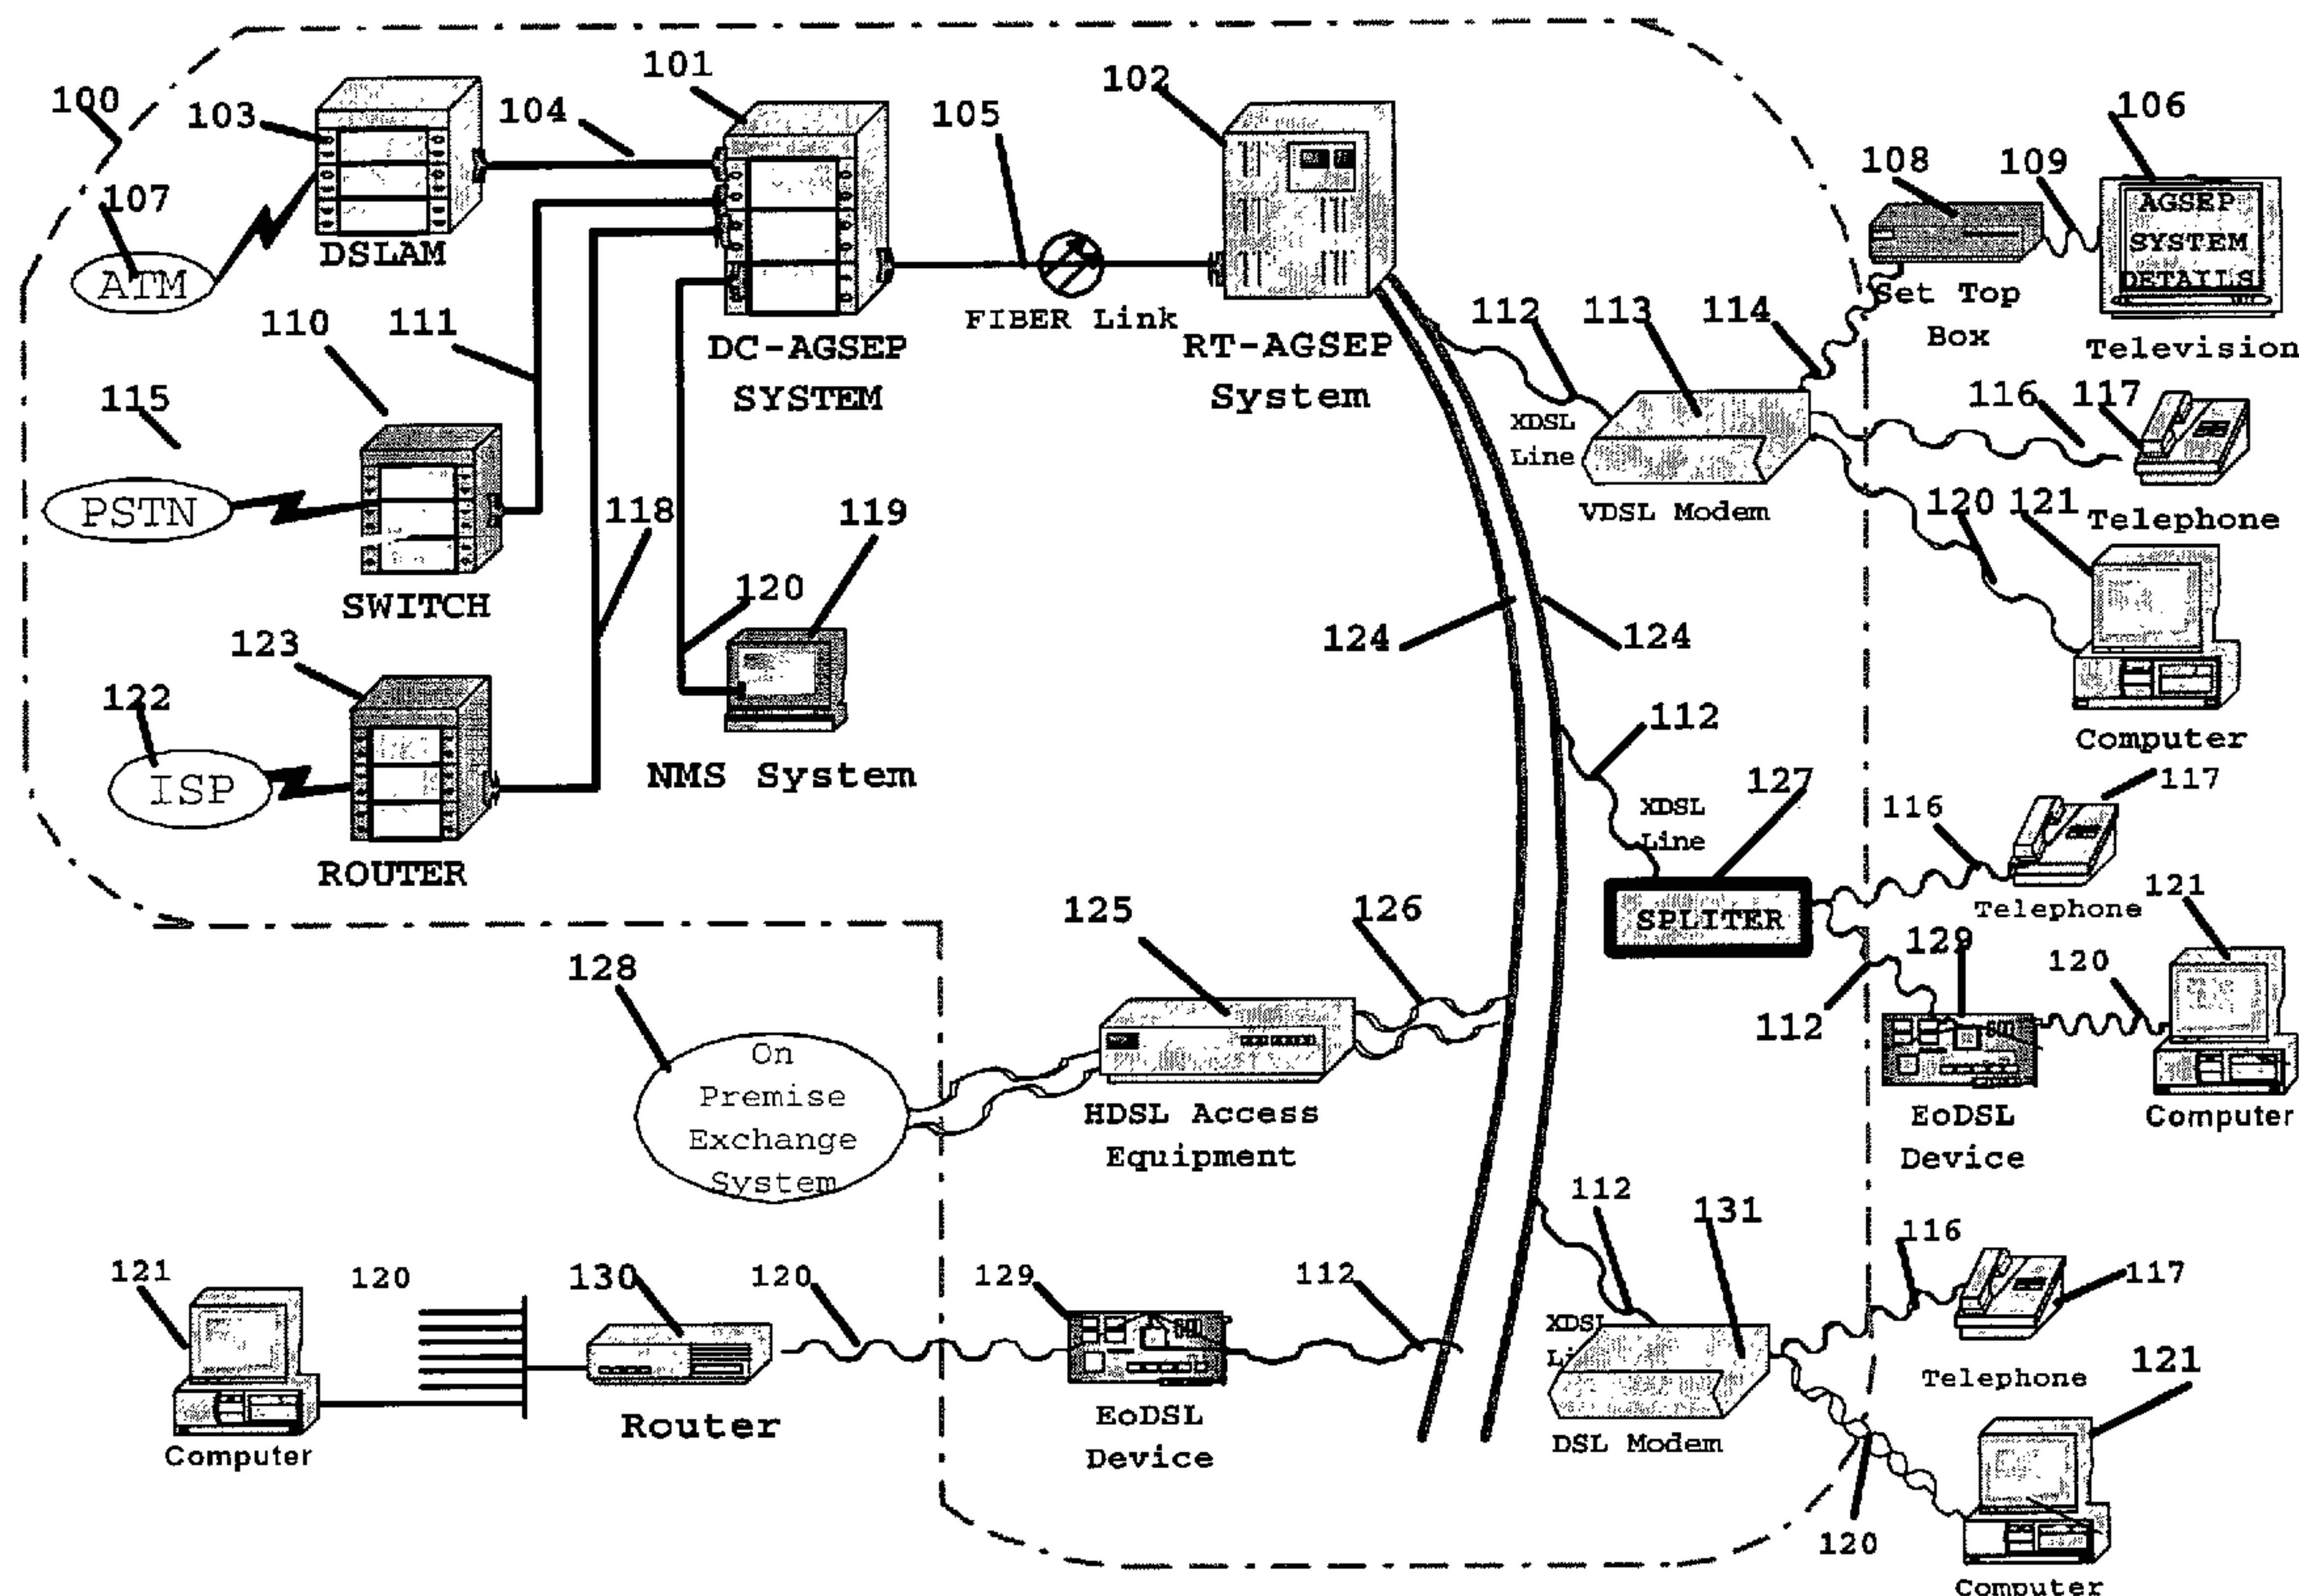 101
102
100
103
104
105
106
107
108
109
AGSEP
SYSTEM
DETAILS
ATM
DSLAM
110
111
FIBER Link
112
113
114
Set Top
Box
DC-AGSEP
SYSTEM
RT-AGSEP
System
Television
115
116
117
XDSL
Line
PSTN
118
119
VDSL Modem
120
121
Telephone
SWITCH
120
123
124
124
122
112
Computer
NMS System
ISP
XDSL
Line
127
117
116
ROUTER
125
126
SPLITER
Telephone
121
128
129
120
112
On
Premise
Exchange
System
HDSL Access
Equipment
EoDSL
Device
Computer
112
131
116
121
120
130
120
129
112
117
XDSL
Telephone
121
Computer
Router
EoDSL
Device
DSL Modem
120
Computer